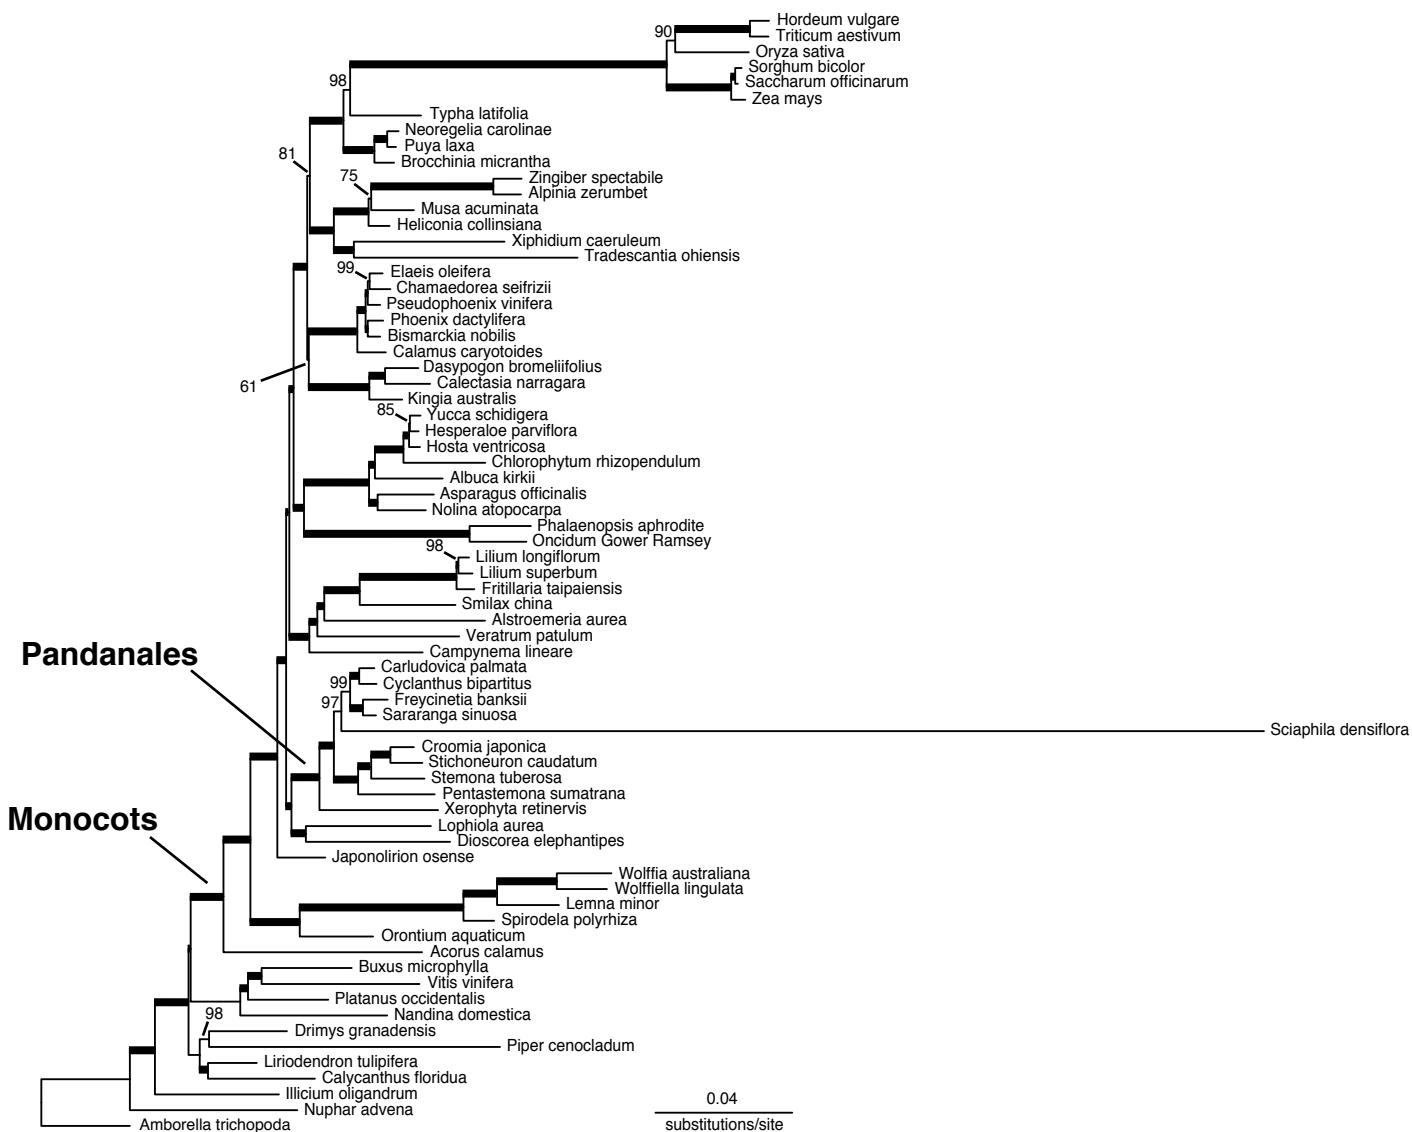 Hordeum vulgare
90
Triticum aestivum
Oryza sativa
Sorghum bicolor
98
Saccharum officinarum
Zea mays
Typha latifolia
Neoregelia carolinae
Puya laxa
81
Brocchinia micrantha
75
Zingiber spectabile
Alpinia zerumbet
Musa acuminata
Heliconia collinsiana
Xiphidium caeruleum
Tradescantia ohiensis
99
Elaeis oleifera
Chamaedorea seifrizii
Pseudophoenix vinifera
Phoenix dactylifera
Bismarckia nobilis
Calamus caryotoides
Dasypogon bromeliifolius
61
Calectasia narragara
Kingia australis
85
Yucca schidigera
Hesperaloe parviflora
Hosta ventricosa
Chlorophytum rhizopendulum
Albuca kirkii
Asparagus officinalis
Nolina atopocarpa
Phalaenopsis aphrodite
Oncidum Gower Ramsey
98
Lilium longiflorum
Lilium superbum
Fritillaria taipaiensis
Smilax china
Alstroemeria aurea
Veratrum patulum
Campynema lineare
Pandanales
Carludovica palmata
99
Cyclanthus bipartitus
97
Freycinetia banksii
Sararanga sinuosa
Sciaphila densiflora
Croomia japonica
Stichoneuron caudatum
Stemona tuberosa
Pentastemona sumatrana
Xerophyta retinervis
Monocots
Lophiola aurea
Dioscorea elephantipes
Japonolirion osense
Wolffia australiana
Wolffiella lingulata
Lemna minor
Spirodela polyrhiza
Orontium aquaticum
Acorus calamus
Buxus microphylla
Vitis vinifera
Platanus occidentalis
98
Nandina domestica
Drimys granadensis
Piper cenocladum
Liriodendron tulipifera
Calycanthus floridua
Illicium oligandrum
0.04
Nuphar advena
Amborella trichopoda
substitutions/site